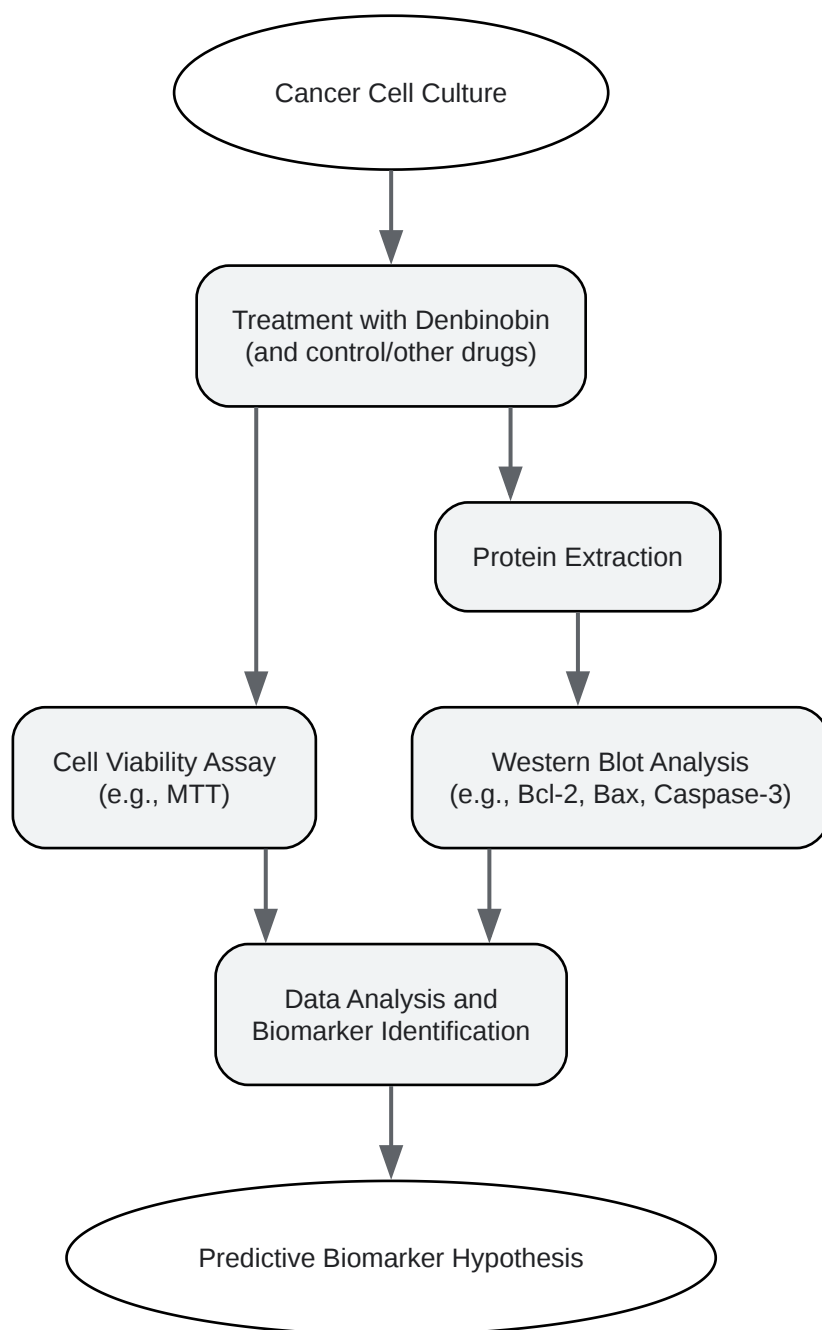 Cancer Cell Culture
Treatment with Denbinobin
(and control/other drugs)
Protein Extraction
Cell Viability Assay
(e.g., MTT)
Western Blot Analysis
(e.g., Bcl-2, Bax, Caspase-3)
Data Analysis and
Biomarker Identification
Predictive Biomarker Hypothesis